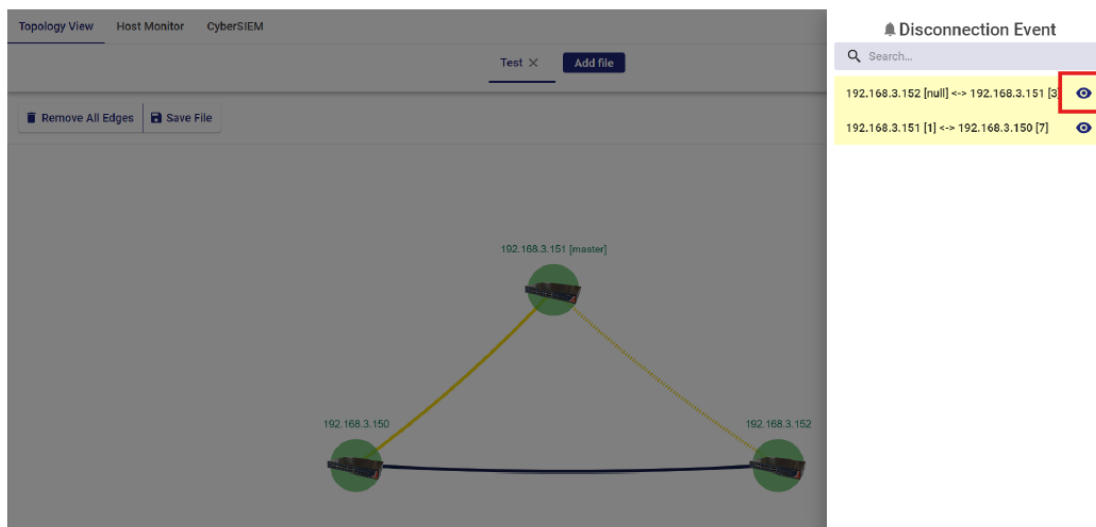 Topology View Host Monitor CyberSIEM
Test Add file
Remove All Edges Save File
192.168.3.151 [master]
192.168.3.150
192.168.3.152
Disconnection Event
Search...
192.168.3.152 [null] <-> 192.168.3.151 [3]
192.168.3.151 [1] <-> 192.168.3.150 [7]